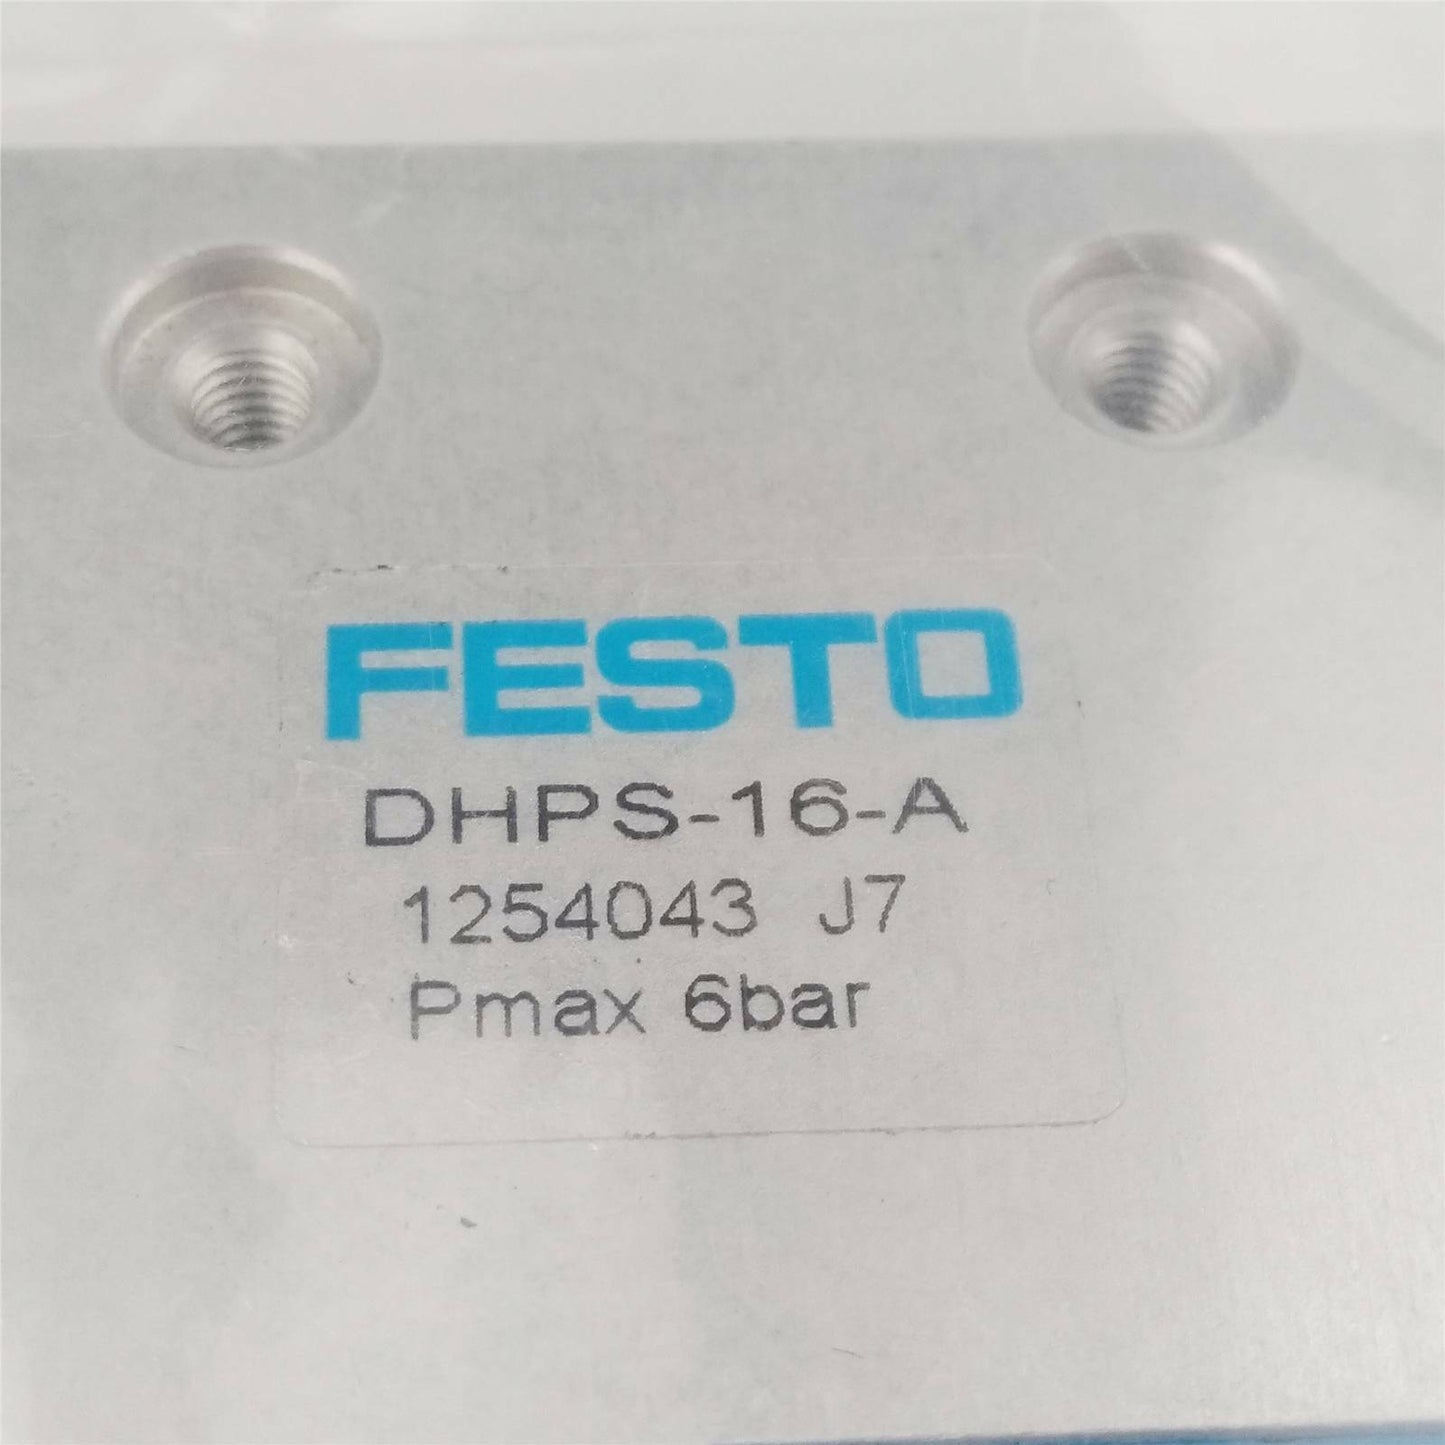 FESTO
DHPS-16-A
1254043 J7
Pmax 6bar